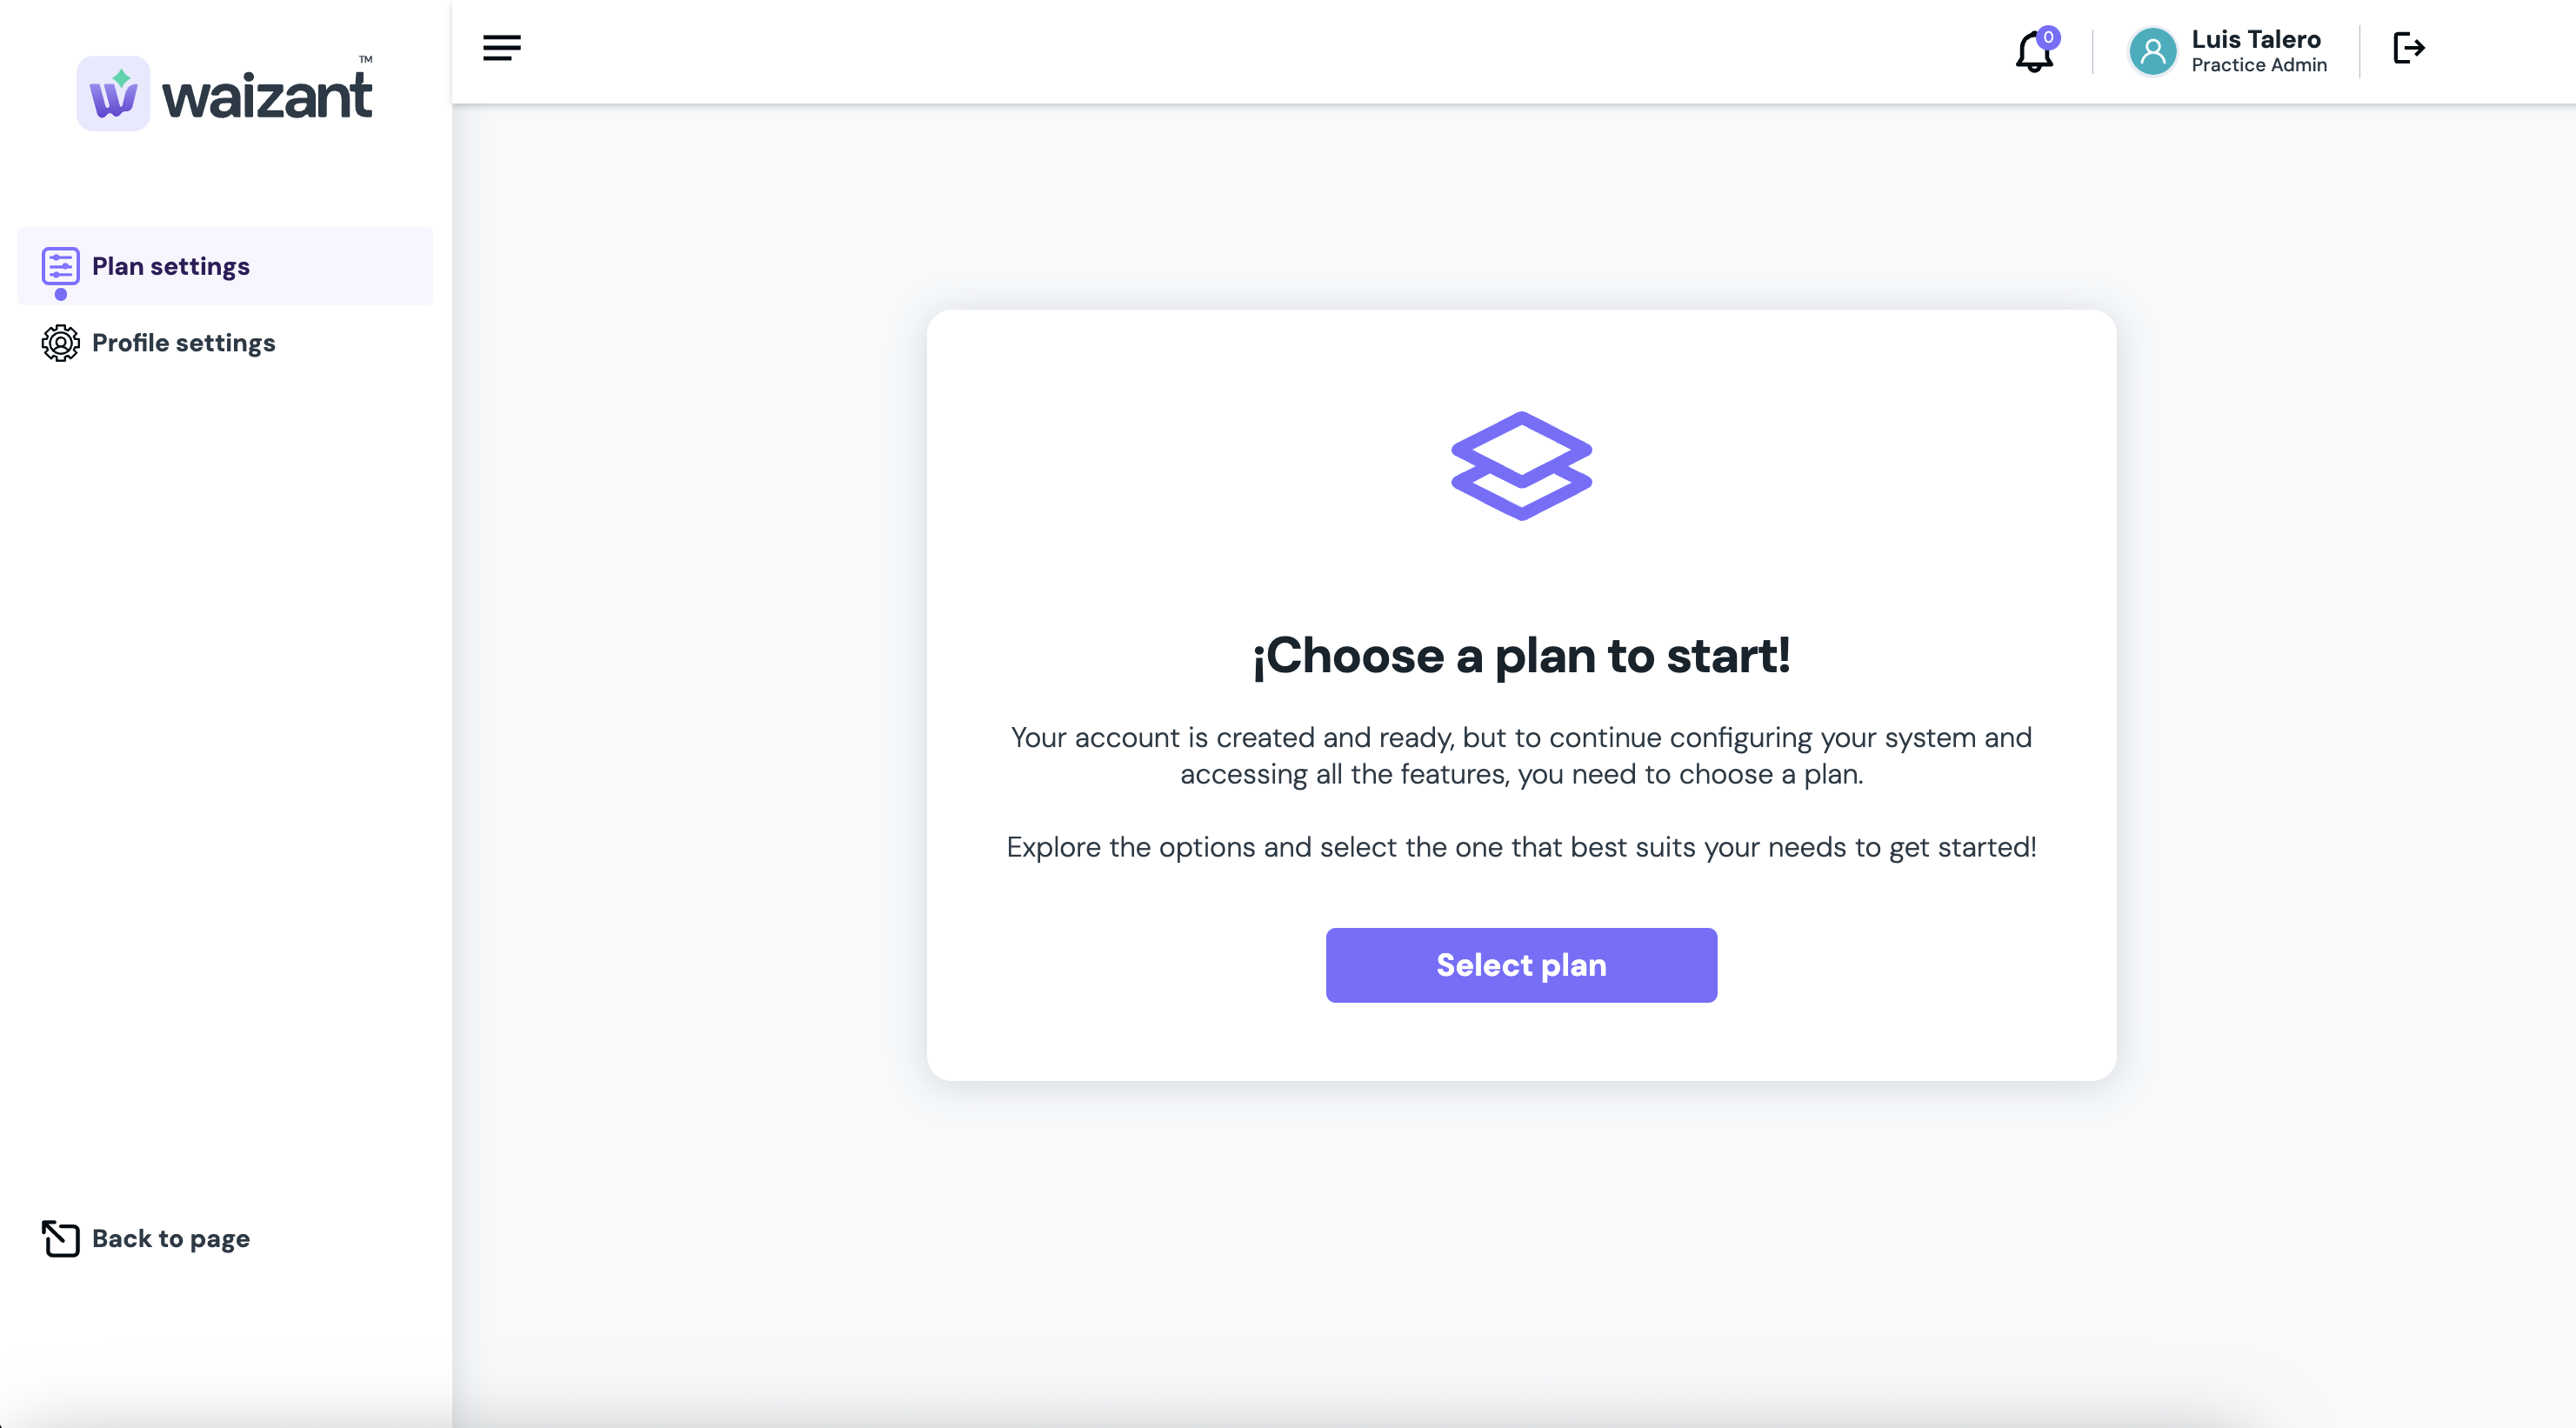 waizant™
0
Luis Talero
Practice Admin
Plan settings
Profile settings
¡Choose a plan to start!
Your account is created and ready, but to continue configuring your system and
accessing all the features, you need to choose a plan.
Explore the options and select the one that best suits your needs to get started!
Select plan
Back to page